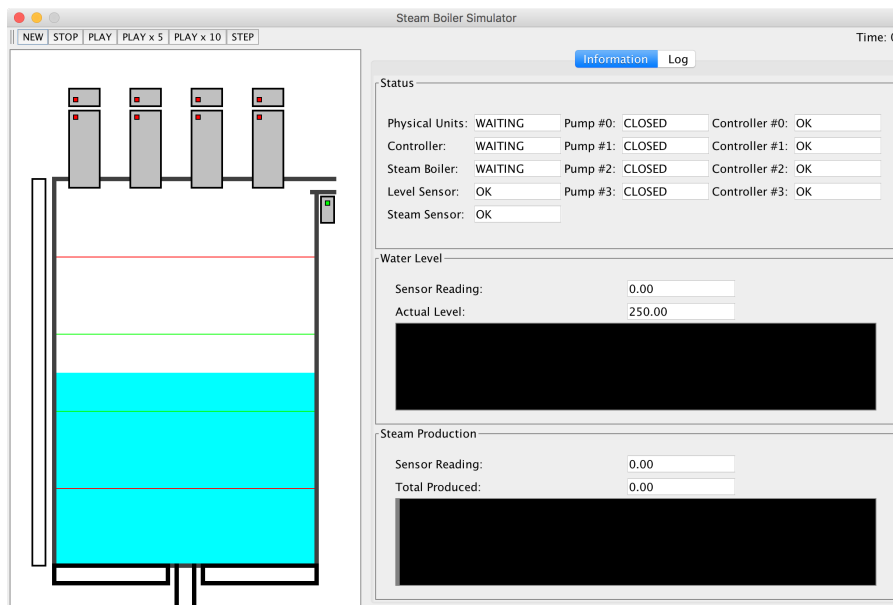 Steam Boiler Simulator
NEW STOP PLAY PLAY x 5 PLAY x 10 STEP
Time:
Information Log
Status
Physical Units: WAITING Pump #0: CLOSED Controller #0: OK
Controller: WAITING Pump #1: CLOSED Controller #1: OK
Steam Boiler: WAITING Pump #2: CLOSED Controller #2: OK
Level Sensor: OK Pump #3: CLOSED Controller #3: OK
Steam Sensor: OK
Water Level
Sensor Reading: 0.00
Actual Level: 250.00
Steam Production
Sensor Reading: 0.00
Total Produced: 0.00